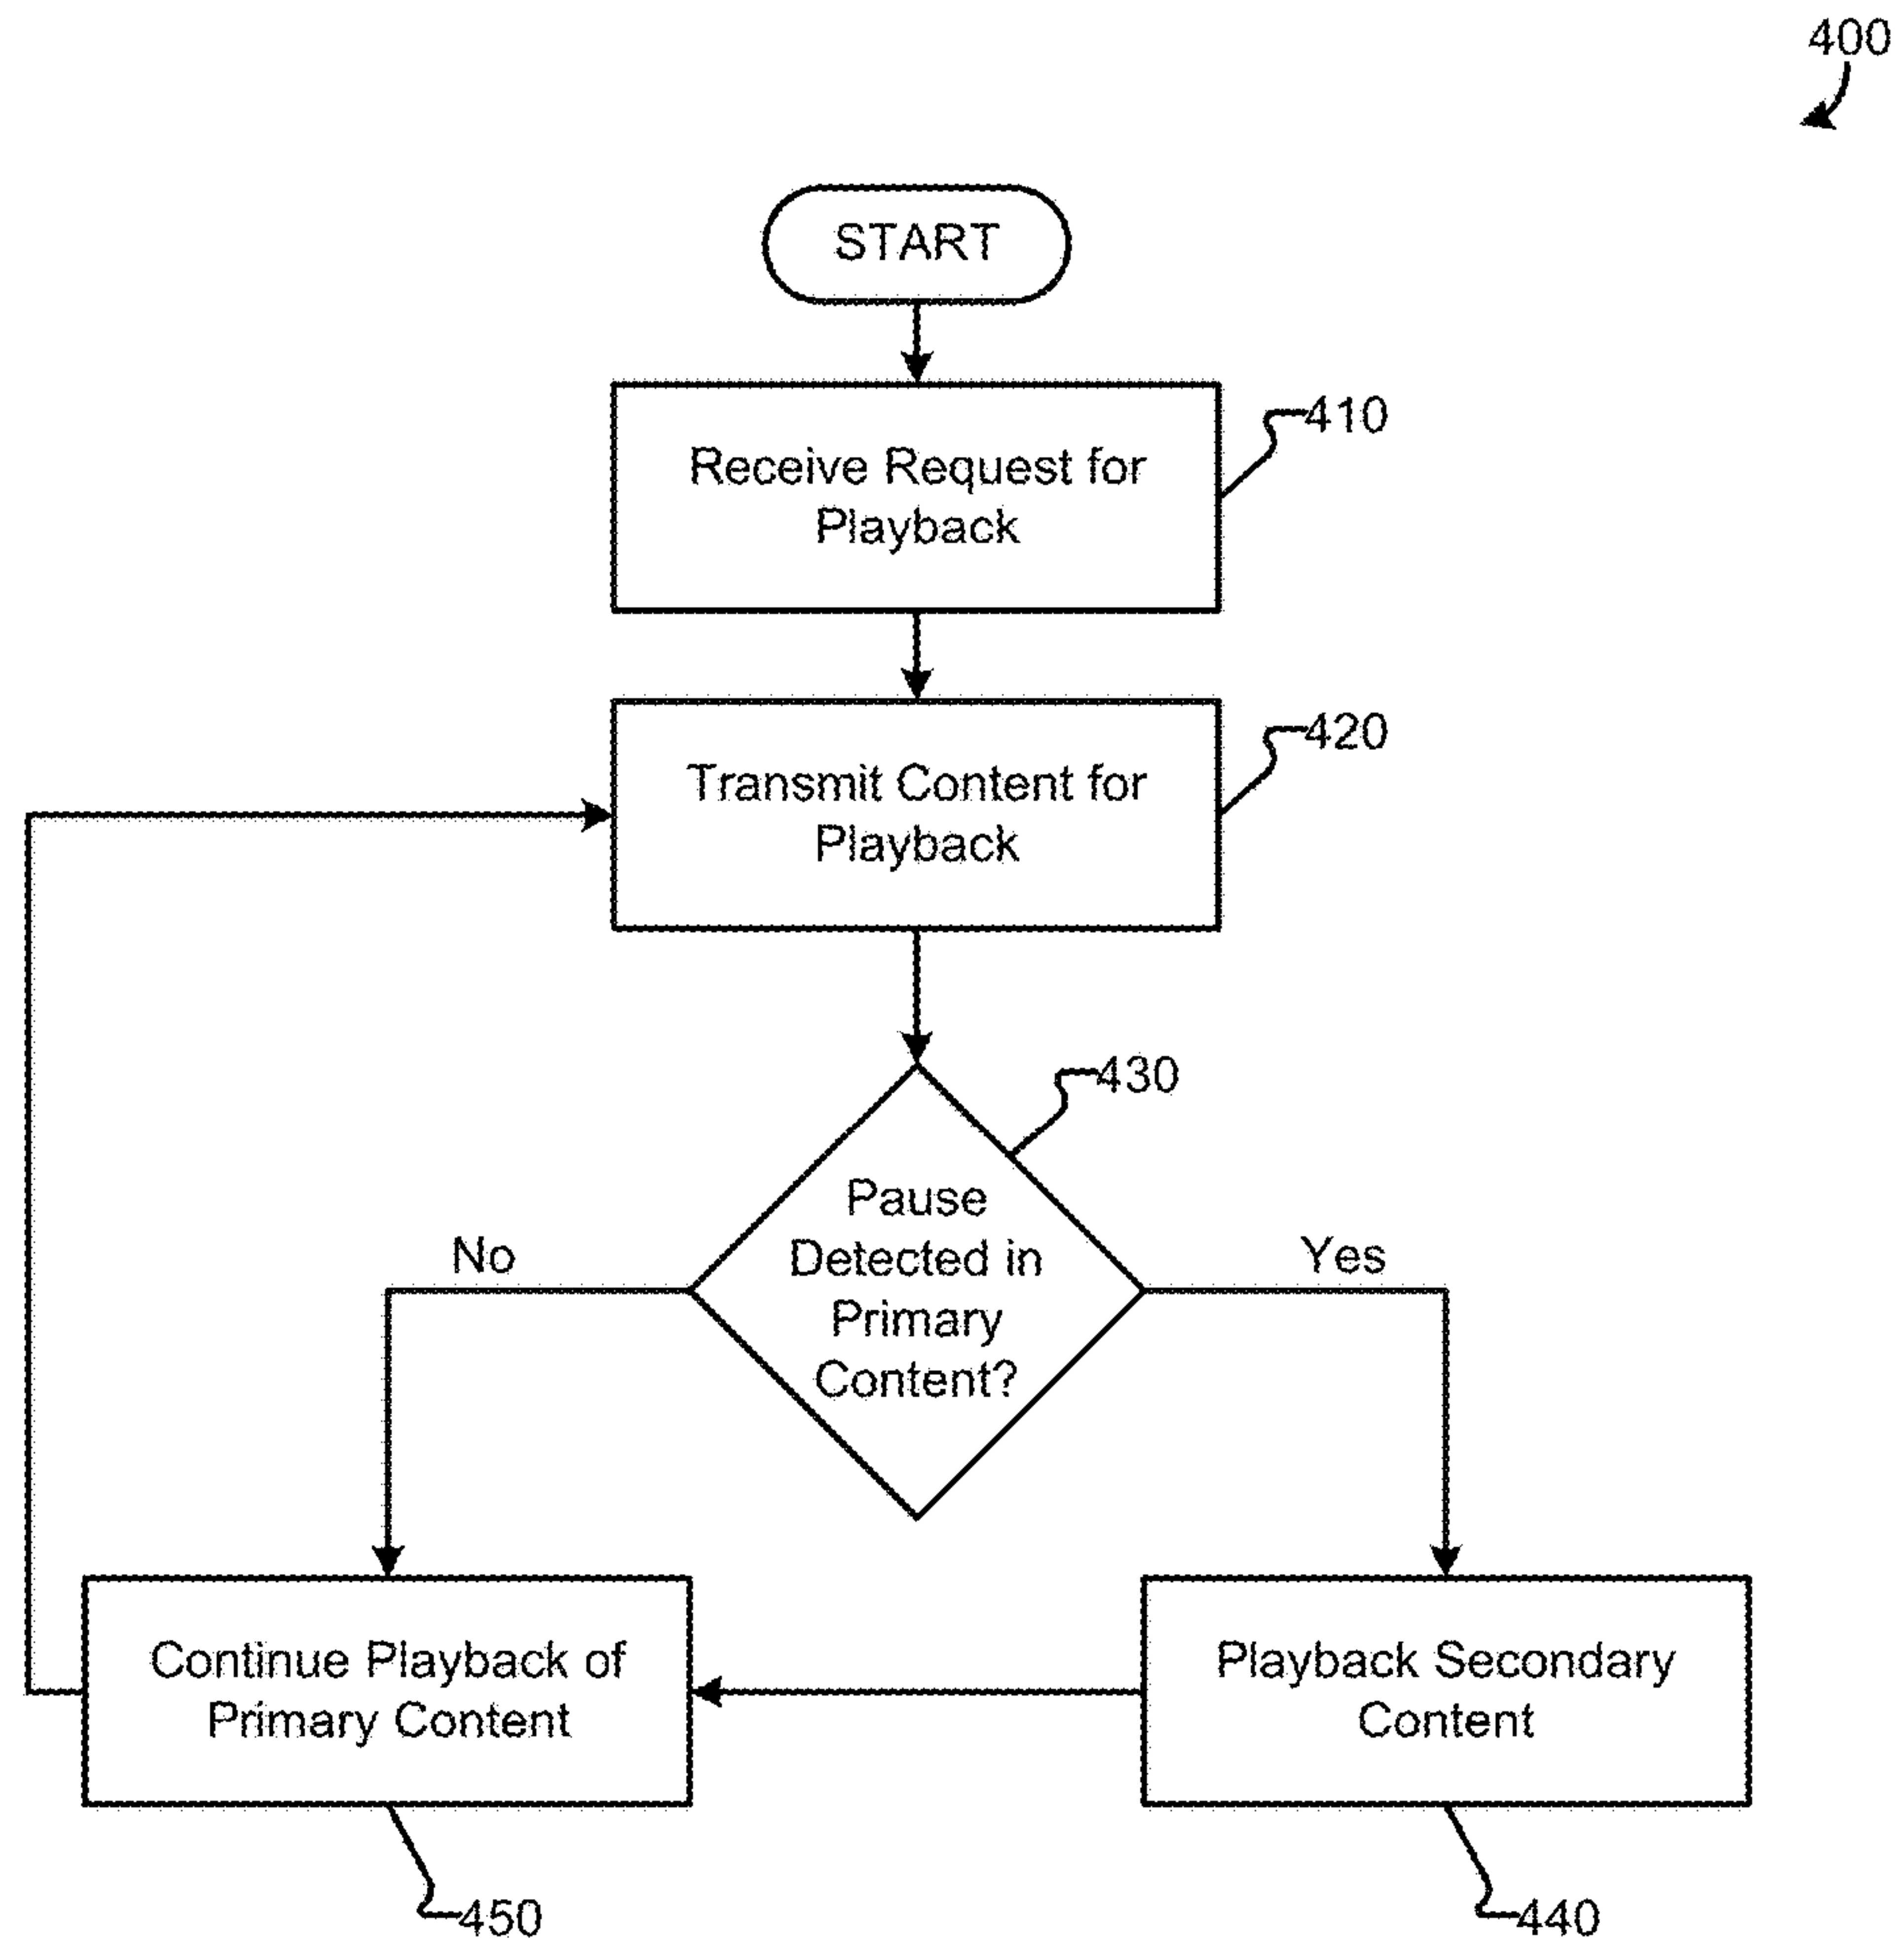 400
START
Receive Request for
Playback
410
Transmit Content for
Playback
420
430
Pause
Detected in
Primary
Content?
No
Yes
Continue Playback of
Primary Content
Playback Secondary
Content
450
440